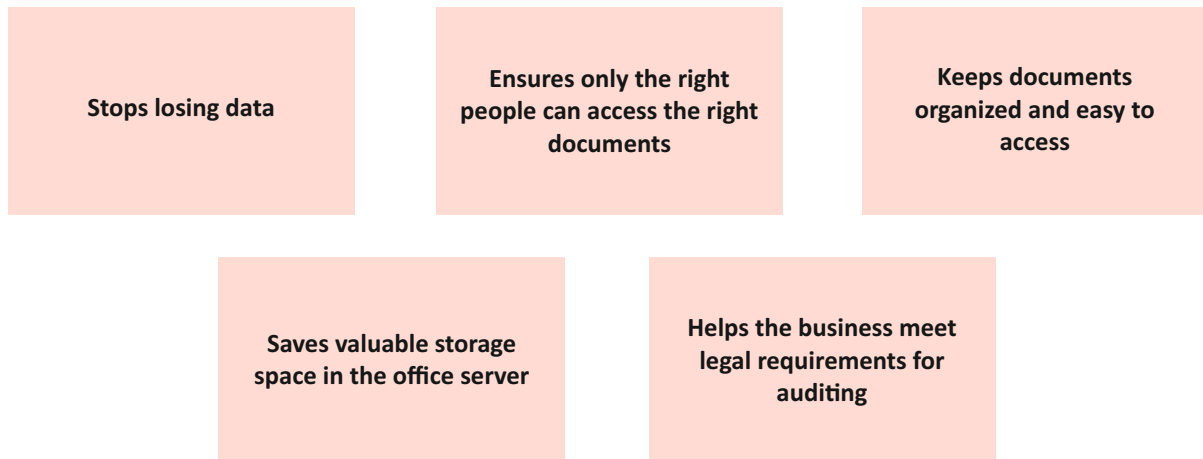 Stops losing data
Ensures only the right
people can access the right
documents
Keeps documents
organized and easy to
access
Saves valuable storage
space in the office server
Helps the business meet
legal requirements for
auditing